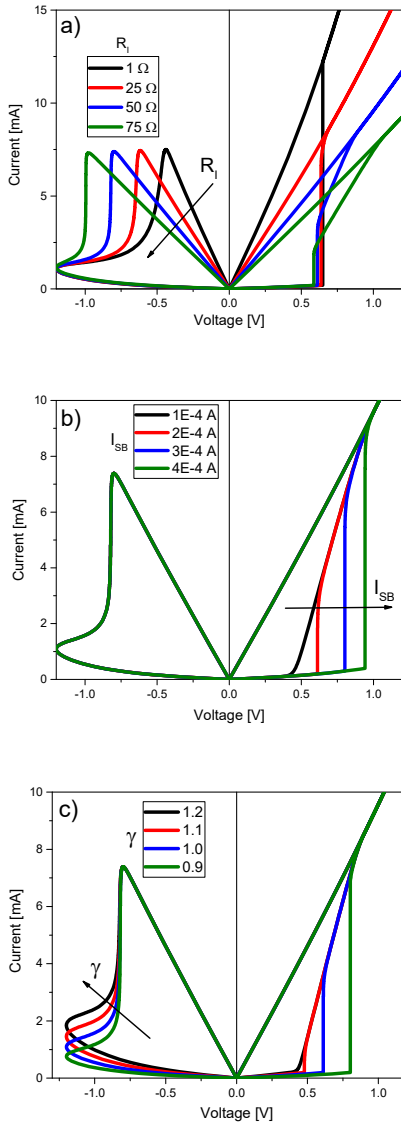 a)
R_I
1 Ω
25 Ω
50 Ω
75 Ω
R_I
Current [mA]
15
10
5
0
-1.0 -0.5 0.0 0.5 1.0
Voltage [V]
b)
I_SB
1E-4 A
2E-4 A
3E-4 A
4E-4 A
I_SB
Current [mA]
10
8
6
4
2
0
-1.0 -0.5 0.0 0.5 1.0
Voltage [V]
c)
γ
1.2
1.1
1.0
0.9
γ
Current [mA]
10
8
6
4
2
0
-1.0 -0.5 0.0 0.5 1.0
Voltage [V]